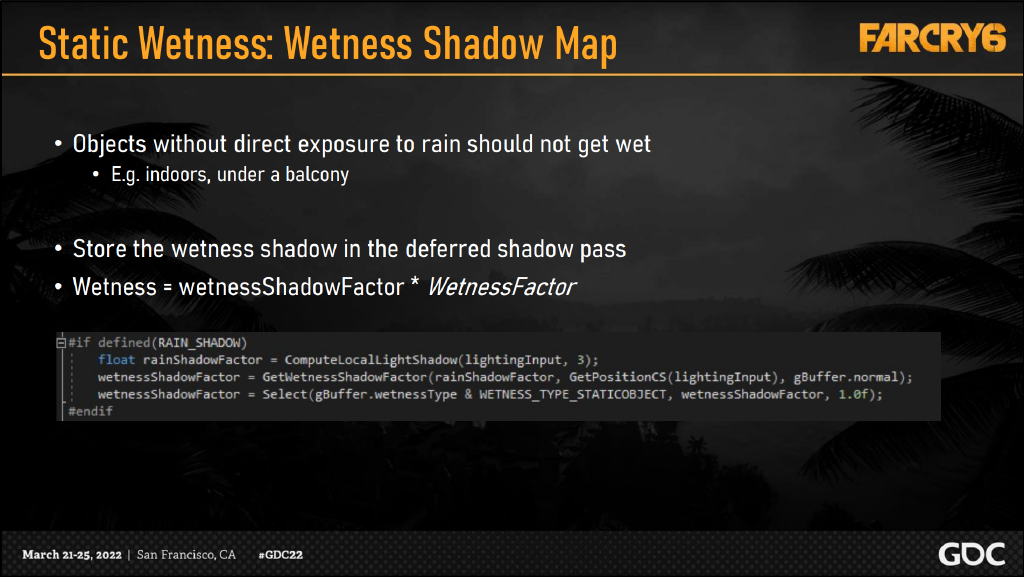 Static Wetness: Wetness Shadow Map
FARCRY6
• Objects without direct exposure to rain should not get wet
• E.g. indoors, under a balcony
• Store the wetness shadow in the deferred shadow pass
• Wetness = wetnessShadowFactor * WetnessFactor
#if defined(RAIN_SHADOW)
float rainShadowFactor = ComputeLocalLightShadow(lightingInput, 3);
wetnessShadowFactor = GetWetnessShadowFactor(rainShadowFactor, GetPositionCS(lightingInput), gBuffer.normal);
wetnessShadowFactor = Select(gBuffer.wetnessType & WETNESS_TYPE_STATICOBJECT, wetnessShadowFactor, 1.0f);
#endif
March 21-25, 2022 | San Francisco, CA #GDC22
GDC